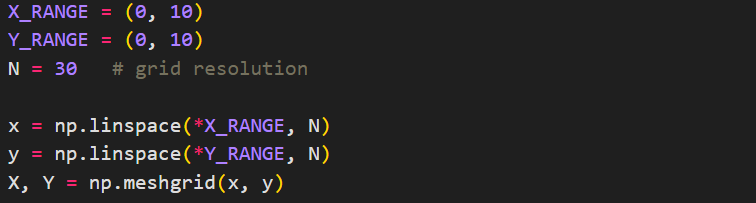 X_RANGE = (0, 10)
Y_RANGE = (0, 10)
N = 30   # grid resolution
x = np.linspace(*X_RANGE, N)
y = np.linspace(*Y_RANGE, N)
X, Y = np.meshgrid(x, y)